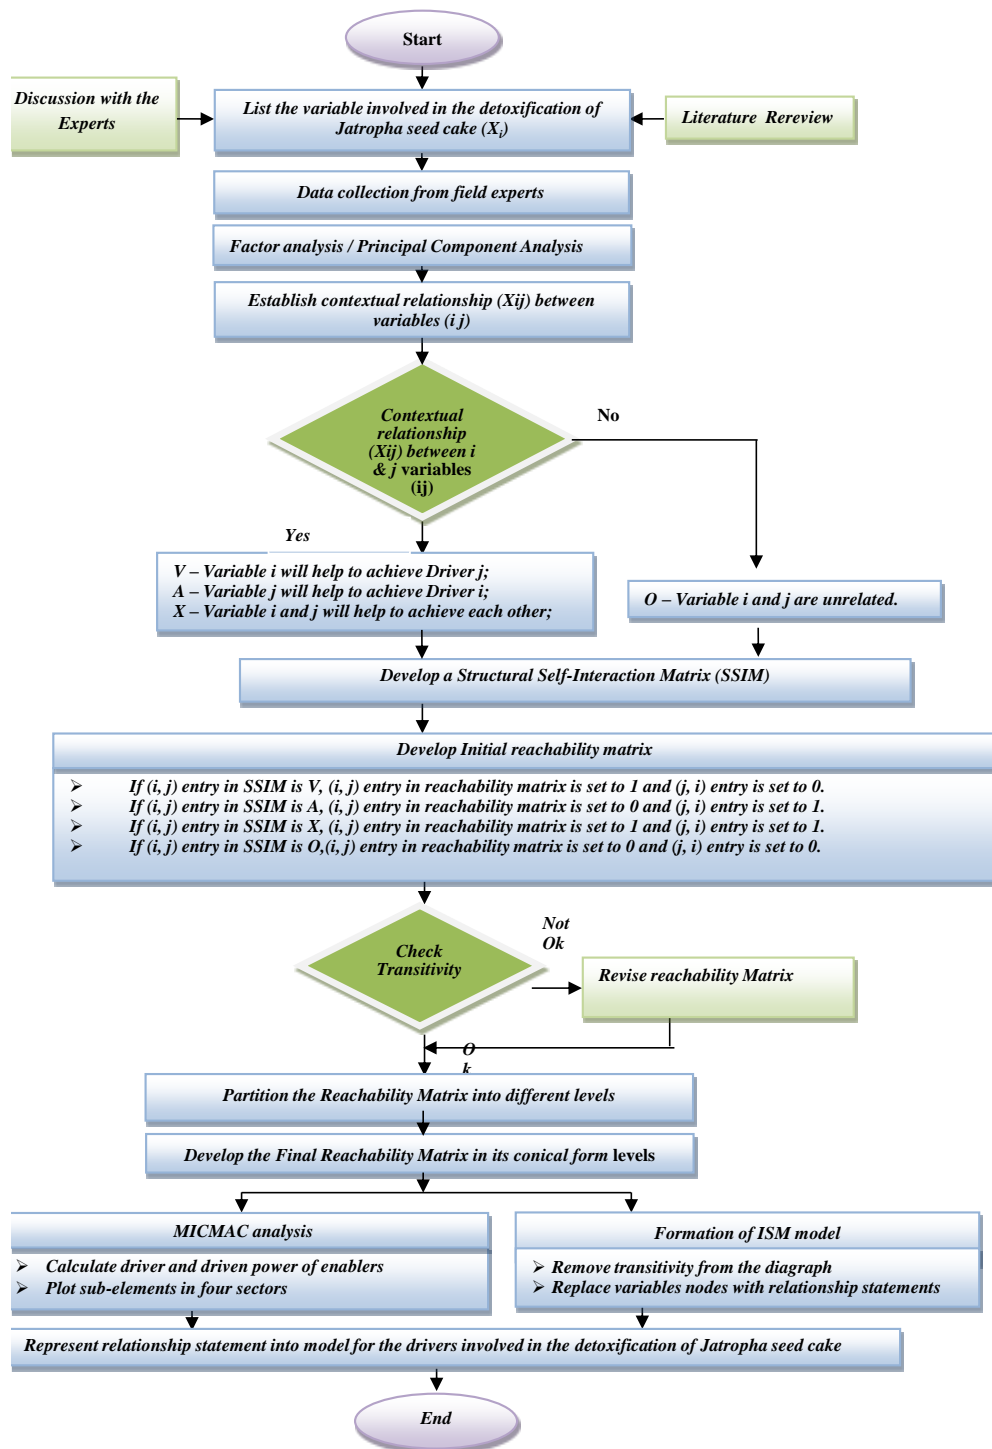 Start
Discussion with the
Experts
List the variable involved in the detoxification of
Jatropha seed cake (Xi)
Literature Rereview
Data collection from field experts
Factor analysis / Principal Component Analysis
Establish contextual relationship (Xij) between
variables (i j)
Contextual
relationship
(Xij) between i
& j variables
(ij)
No
Yes
V – Variable i will help to achieve Driver j;
A – Variable j will help to achieve Driver i;
X – Variable i and j will help to achieve each other;
O – Variable i and j are unrelated.
Develop a Structural Self-Interaction Matrix (SSIM)
Develop Initial reachability matrix
➢ If (i, j) entry in SSIM is V, (i, j) entry in reachability matrix is set to 1 and (j, i) entry is set to 0.
➢ If (i, j) entry in SSIM is A, (i, j) entry in reachability matrix is set to 0 and (j, i) entry is set to 1.
➢ If (i, j) entry in SSIM is X, (i, j) entry in reachability matrix is set to 1 and (j, i) entry is set to 1.
➢ If (i, j) entry in SSIM is O,(i, j) entry in reachability matrix is set to 0 and (j, i) entry is set to 0.
Check
Transitivity
Not
Ok
Revise reachability Matrix
O
k
Partition the Reachability Matrix into different levels
Develop the Final Reachability Matrix in its conical form levels
MICMAC analysis
➢ Calculate driver and driven power of enablers
➢ Plot sub-elements in four sectors
Formation of ISM model
➢ Remove transitivity from the diagraph
➢ Replace variables nodes with relationship statements
Represent relationship statement into model for the drivers involved in the detoxification of Jatropha seed cake
End